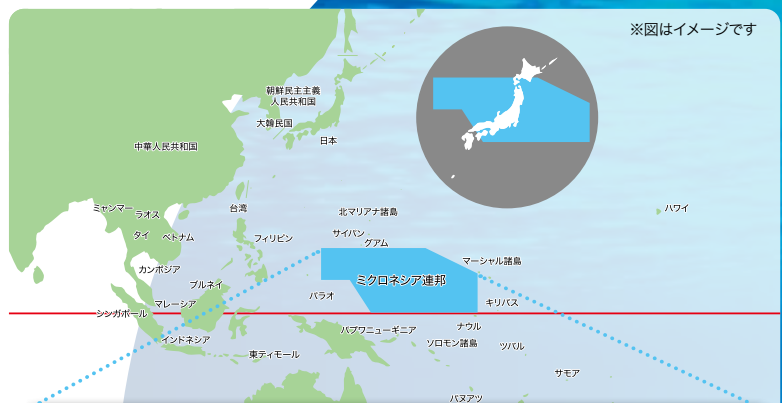 ※図はイメージです
朝鮮民主主義
人民共和国
大韓民国
中華人民共和国
日本
ミャンマー
ラオス
台湾
北マリアナ諸島
ハワイ
タイ
ベトナム
フィリピン
サイパン
グアム
カンボジア
マーシャル諸島
ブルネイ
ミクロネシア連邦
マレーシア
パラオ
キリバス
シンガポール
パプワニューギニア
ナウル
インドネシア
ソロモン諸島
ツバル
東ティモール
サモア
バヌアツ